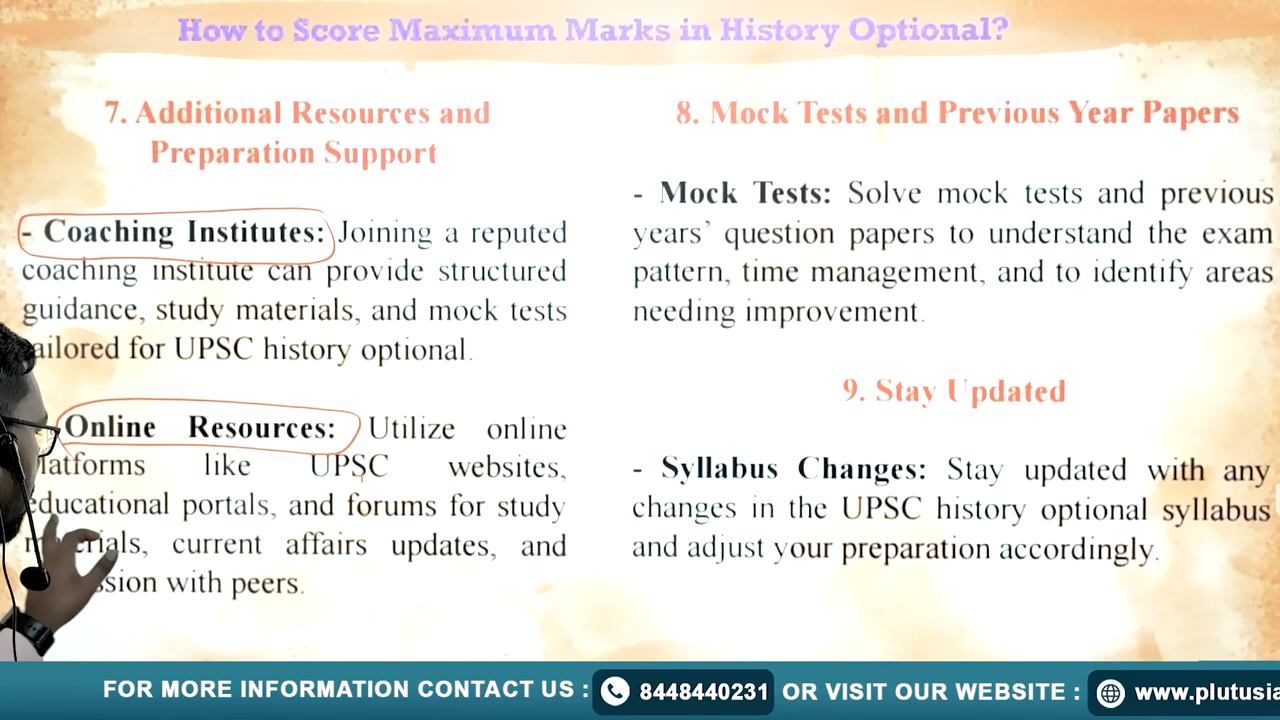 How to Score Maximum Marks in History Optional?
7. Additional Resources and
Preparation Support
- Coaching Institutes: Joining a reputed
coaching institute can provide structured
guidance, study materials, and mock tests
ailored for UPSC history optional.
Online Resources: Utilize online
latforms like UPSC websites,
educational portals, and forums for study
current affairs updates, and
ssion with peers.
8. Mock Tests and Previous Year Papers
- Mock Tests: Solve mock tests and previous
years’ question papers to understand the exam
pattern, time management, and to identify areas
needing improvement.
9. Stay Updated
- Syllabus Changes: Stay updated with any
changes in the UPSC history optional syllabus
and adjust your preparation accordingly.
FOR MORE INFORMATION CONTACT US : 8448440231 OR VISIT OUR WEBSITE : www.plutusia